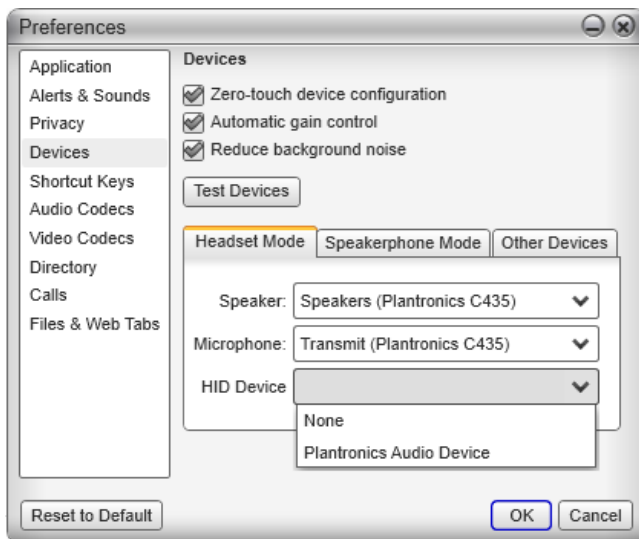 Preferences
Application
Alerts & Sounds
Privacy
Devices
Shortcut Keys
Audio Codecs
Video Codecs
Directory
Calls
Files & Web Tabs
Devices
Zero-touch device configuration
Automatic gain control
Reduce background noise
Test Devices
Headset Mode Speakerphone Mode Other Devices
Speaker: Speakers (Plantronics C435)
Microphone: Transmit (Plantronics C435)
HID Device
None
Plantronics Audio Device
Reset to Default OK Cancel